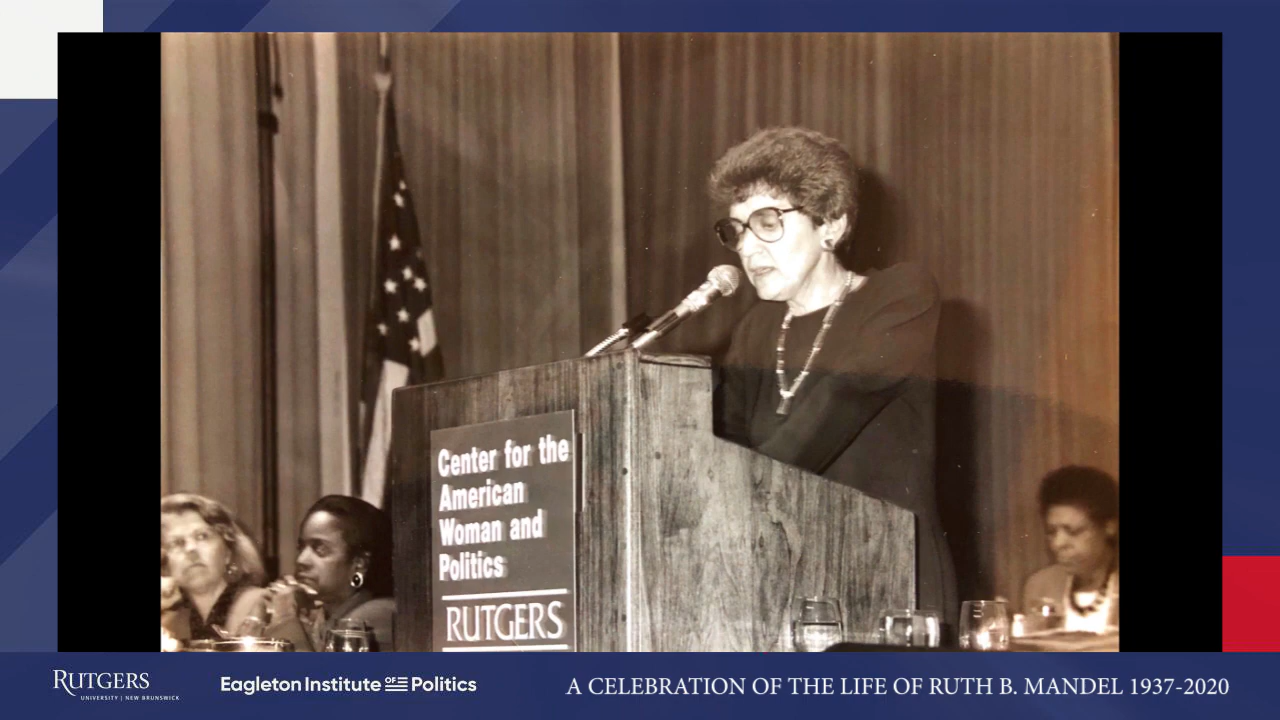 Center for the
American
Woman and
Politics
RUTGERS
RUTGERS
UNIVERSITY | NEW BRUNSWICK
Eagleton Institute OF Politics
A CELEBRATION OF THE LIFE OF RUTH B. MANDEL 1937-2020